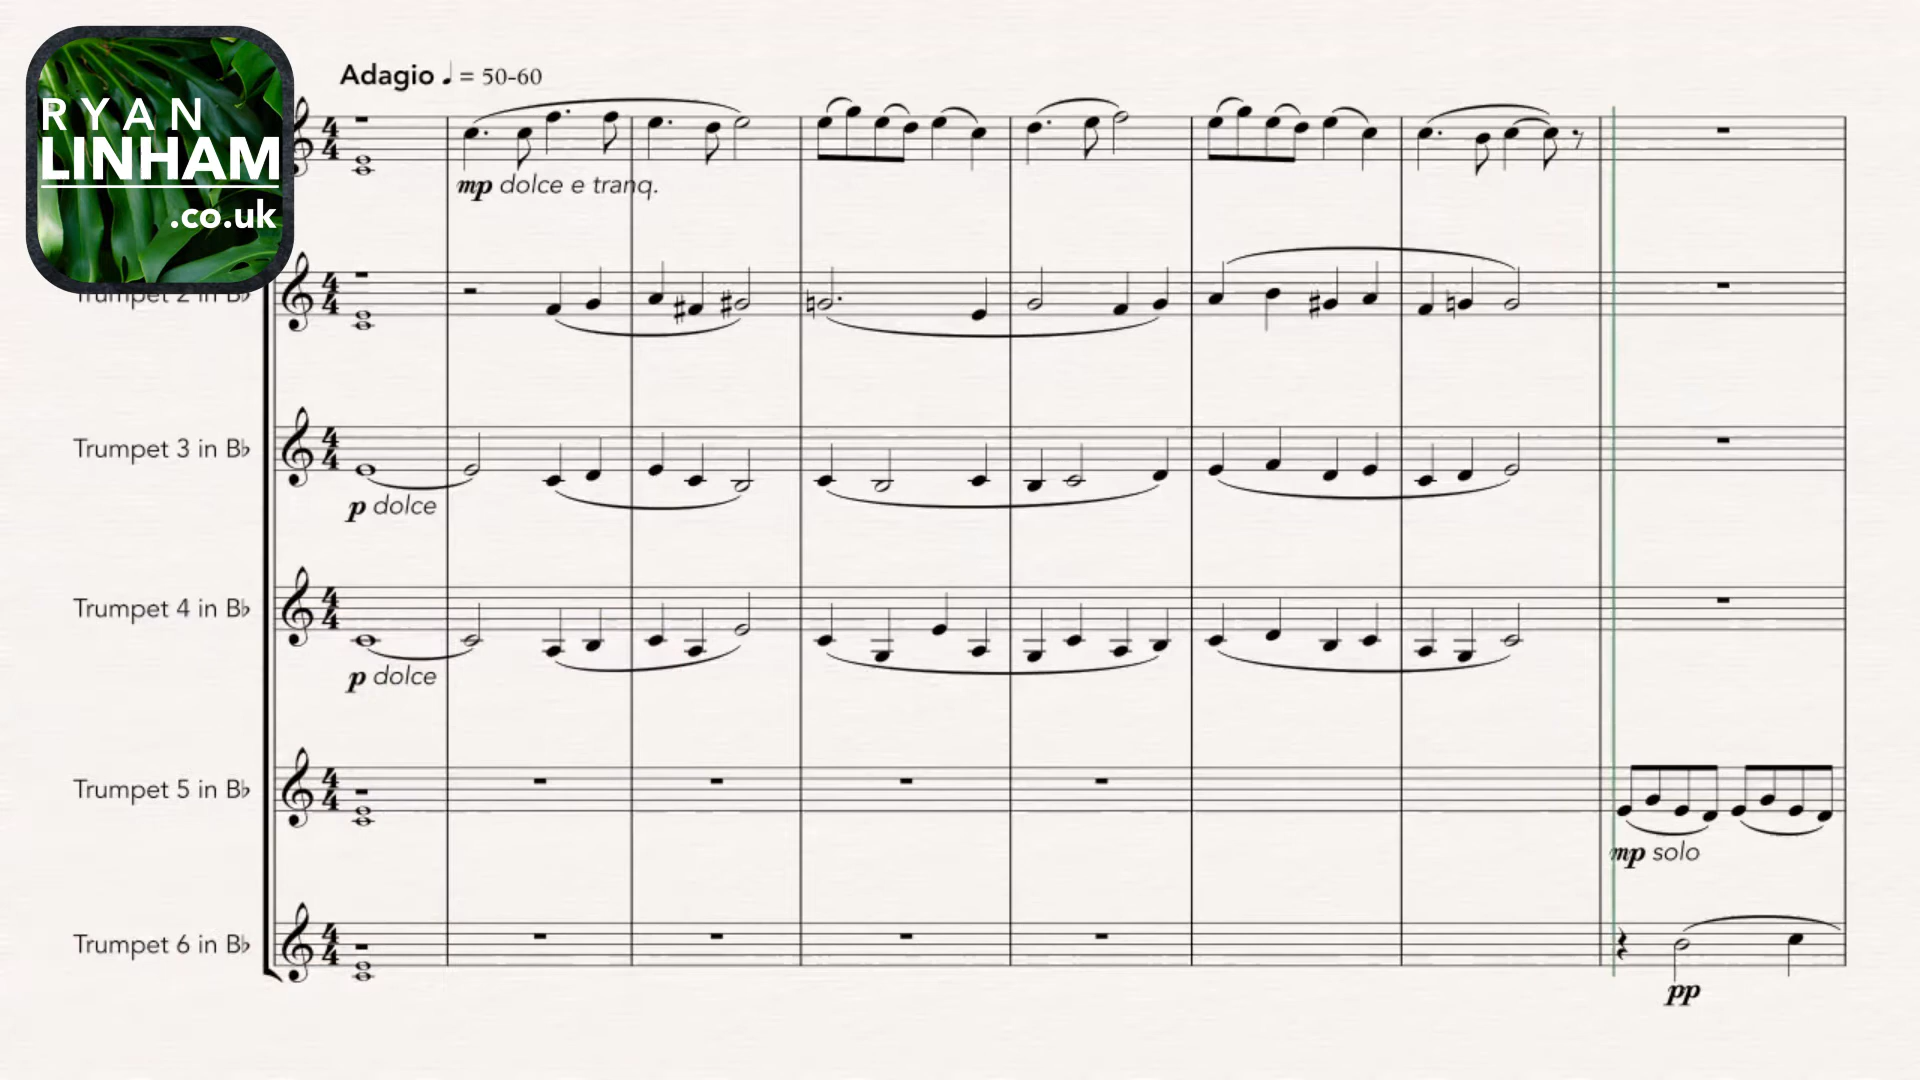 RYAN
LINHAM
.co.uk
Adagio ♩ = 50-60
mp dolce e tranq.
Trumpet 2 in B♭
Trumpet 3 in B♭
p dolce
Trumpet 4 in B♭
p dolce
Trumpet 5 in B♭
mp solo
Trumpet 6 in B♭
pp